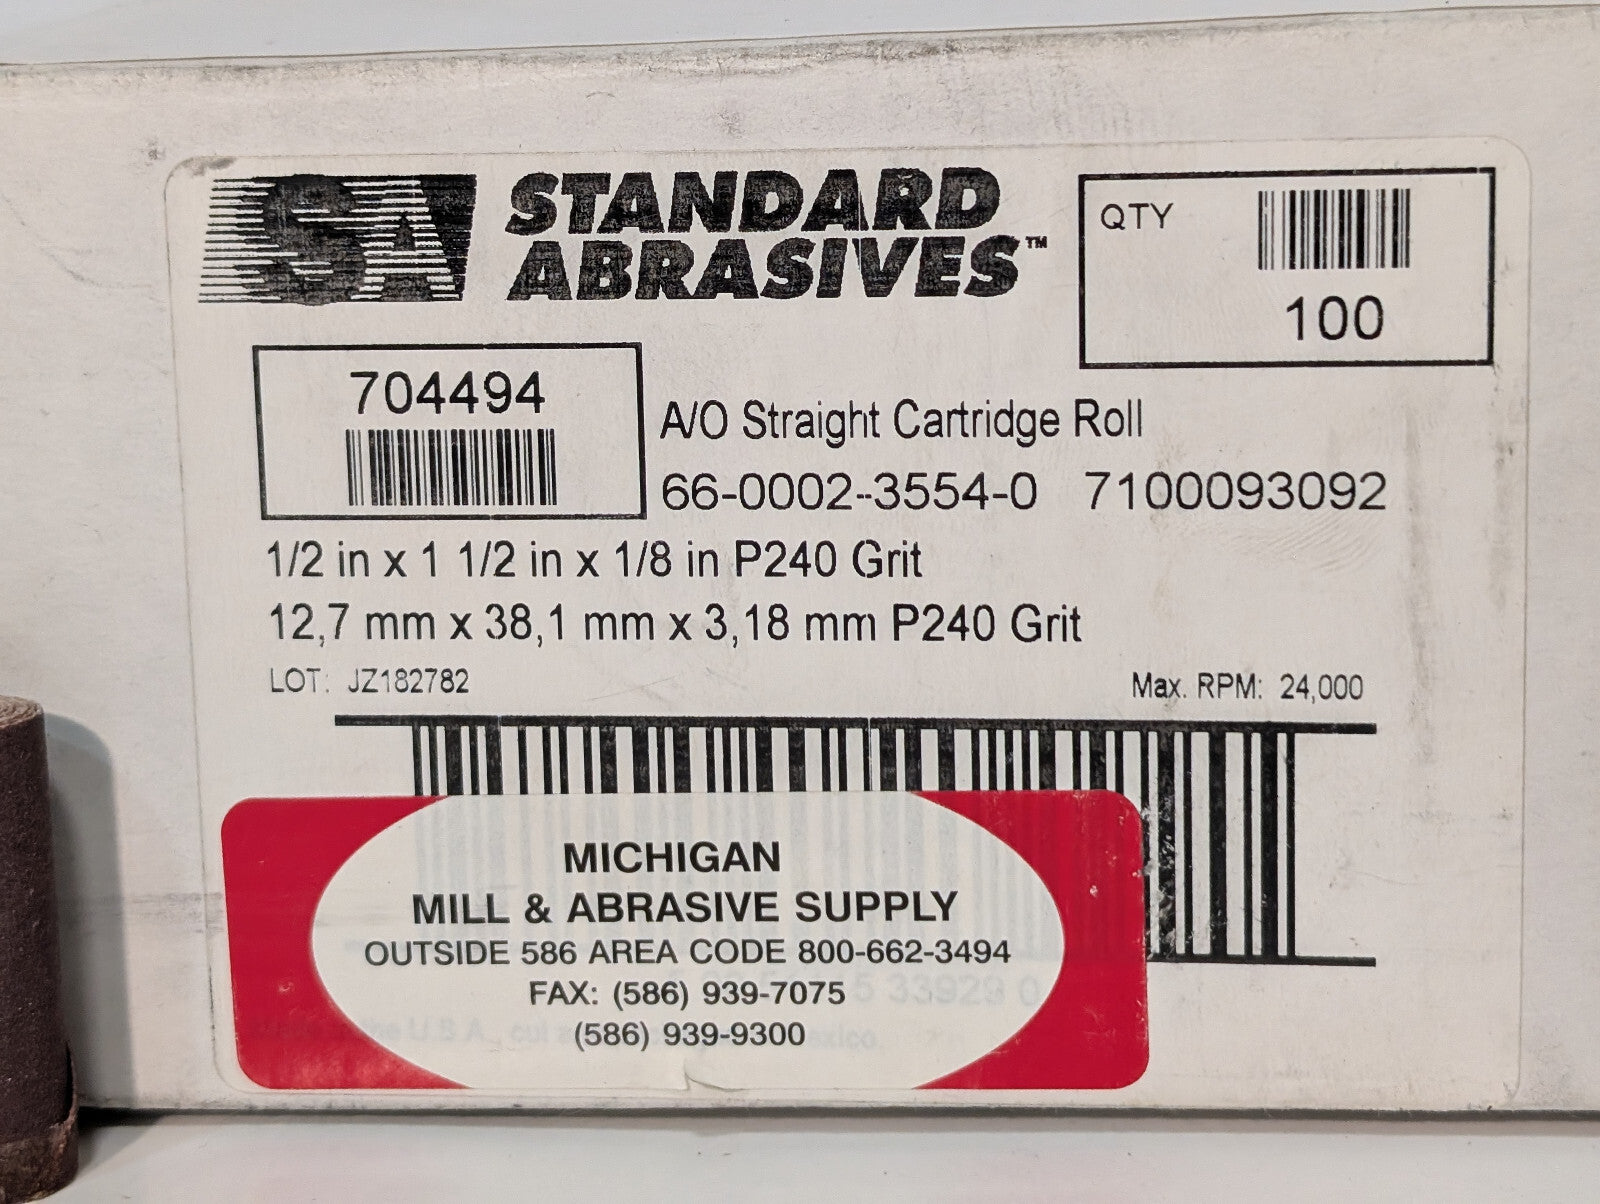 SA STANDARD ABRASIVES™
QTY
100
704494
A/O Straight Cartridge Roll
66-0002-3554-0 7100093092
1/2 in x 1 1/2 in x 1/8 in P240 Grit
12,7 mm x 38,1 mm x 3,18 mm P240 Grit
LOT: JZ182782
Max. RPM: 24,000
MICHIGAN
MILL & ABRASIVE SUPPLY
OUTSIDE 586 AREA CODE 800-662-3494
FAX: (586) 939-7075
(586) 939-9300